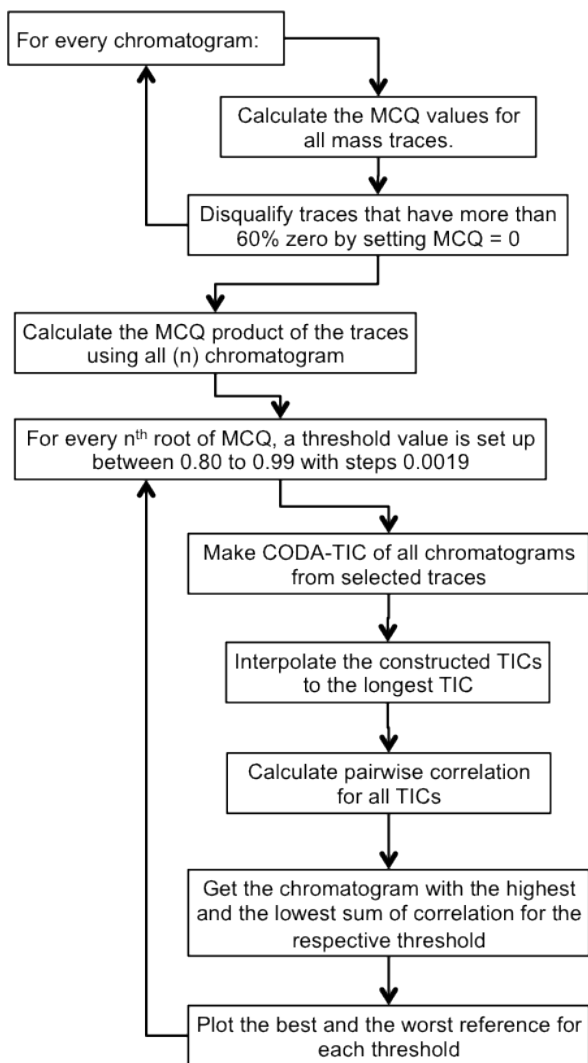 For every chromatogram:
Calculate the MCQ values for
all mass traces.
Disqualify traces that have more than
60% zero by setting MCQ = 0
Calculate the MCQ product of the traces
using all (n) chromatogram
For every nth root of MCQ, a threshold value is set up
between 0.80 to 0.99 with steps 0.0019
Make CODA-TIC of all chromatograms
from selected traces
Interpolate the constructed TICs
to the longest TIC
Calculate pairwise correlation
for all TICs
Get the chromatogram with the highest
and the lowest sum of correlation for the
respective threshold
Plot the best and the worst reference for
each threshold